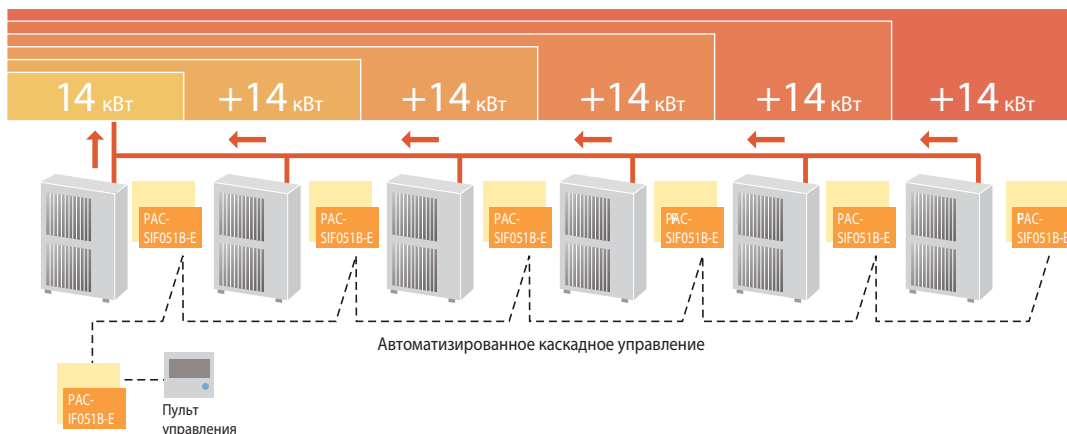 14 кВт
+14 кВт
+14 кВт
+14 кВт
+14 кВт
+14 кВт
PAC-
SIF051B-E
PAC-
SIF051B-E
PAC-
SIF051B-E
PAC-
SIF051B-E
PAC-
SIF051B-E
PAC-
SIF051B-E
Автоматизированное каскадное управление
PAC-
IF051B-E
Пульт
управления